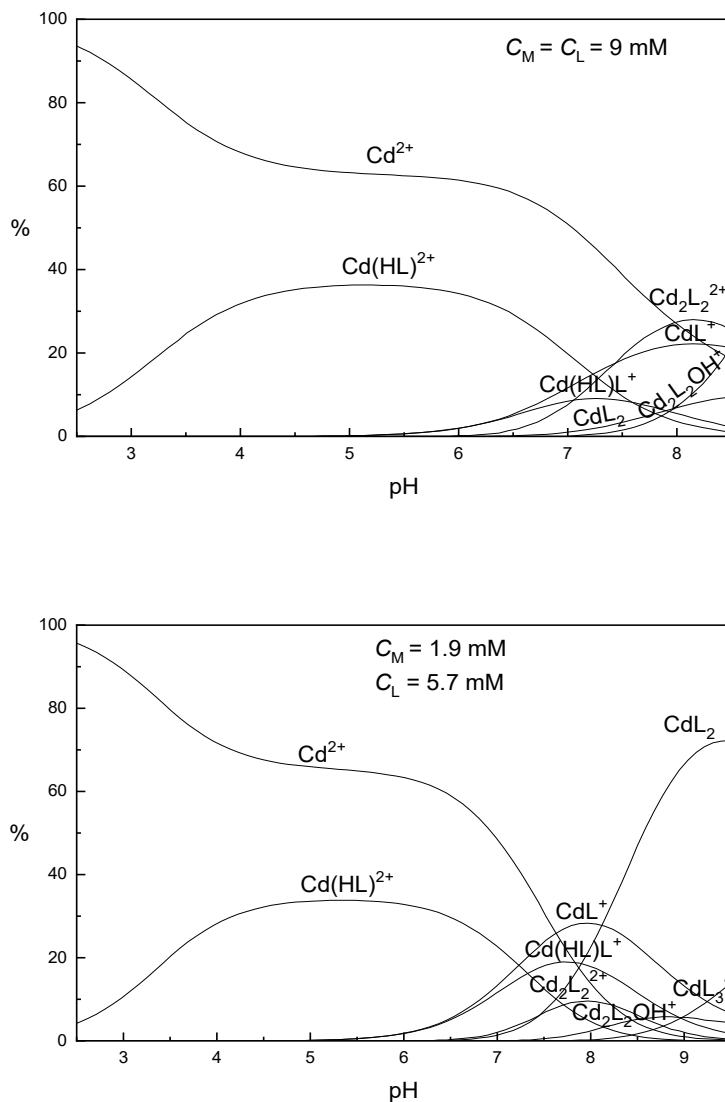 100
C_M = C_L = 9 mM
80
Cd²⁺
60
%
Cd(HL)²⁺
40
Cd₂L₂²⁺
CdL⁺
20
Cd(HL)L⁺
Cd₂L₂OH⁺
CdL₂
0
3 4 5 6 7 8
pH
100
C_M = 1.9 mM
C_L = 5.7 mM
80
CdL₂
Cd²⁺
60
%
40
Cd(HL)²⁺
CdL⁺
Cd(HL)L⁺
20
Cd₂L₂²⁺
CdL₃
Cd₂L₂OH⁺
0
3 4 5 6 7 8 9
pH